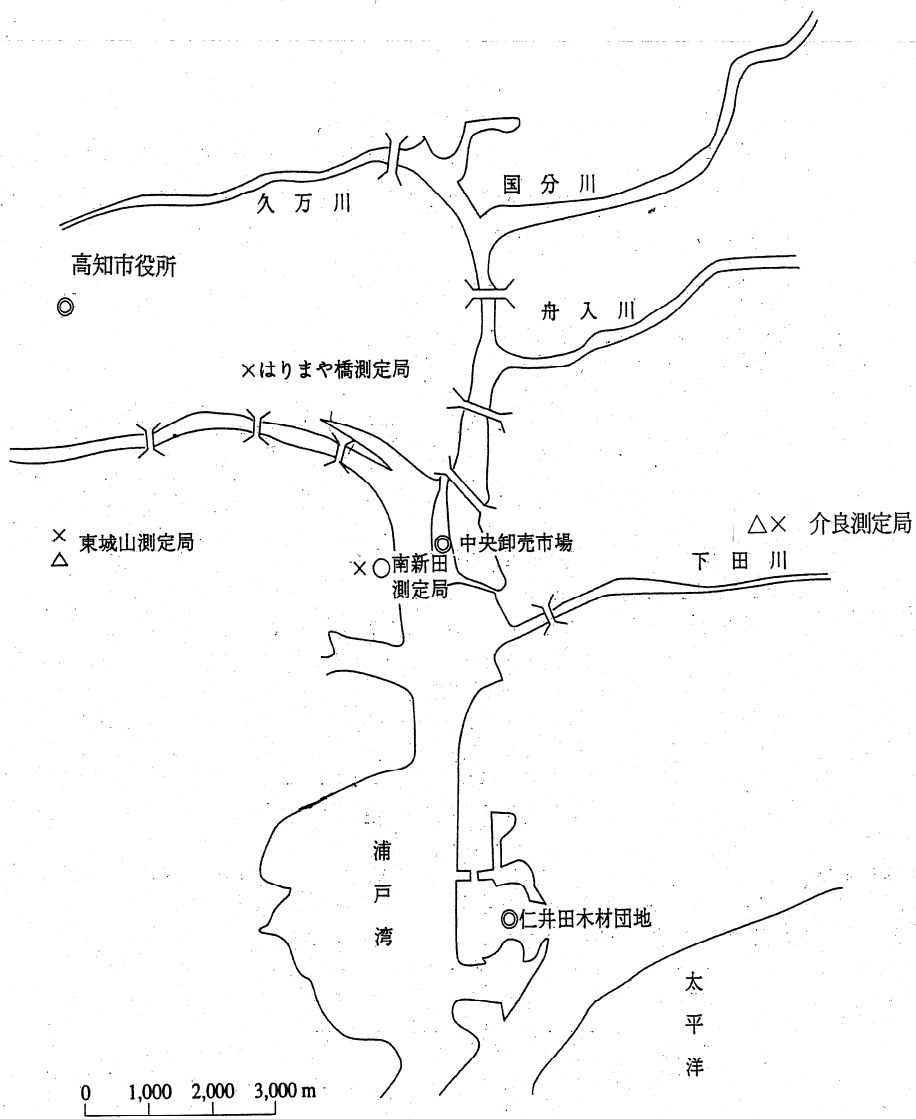 国分川
久万川
高知市役所
舟入川
×はりまや橋測定局
△× 介良測定局
× 東城山測定局
△
中央卸売市場
×○南新田
測定局
下田川
浦戸湾
仁井田木材団地
太平洋
0 1,000 2,000 3,000 m